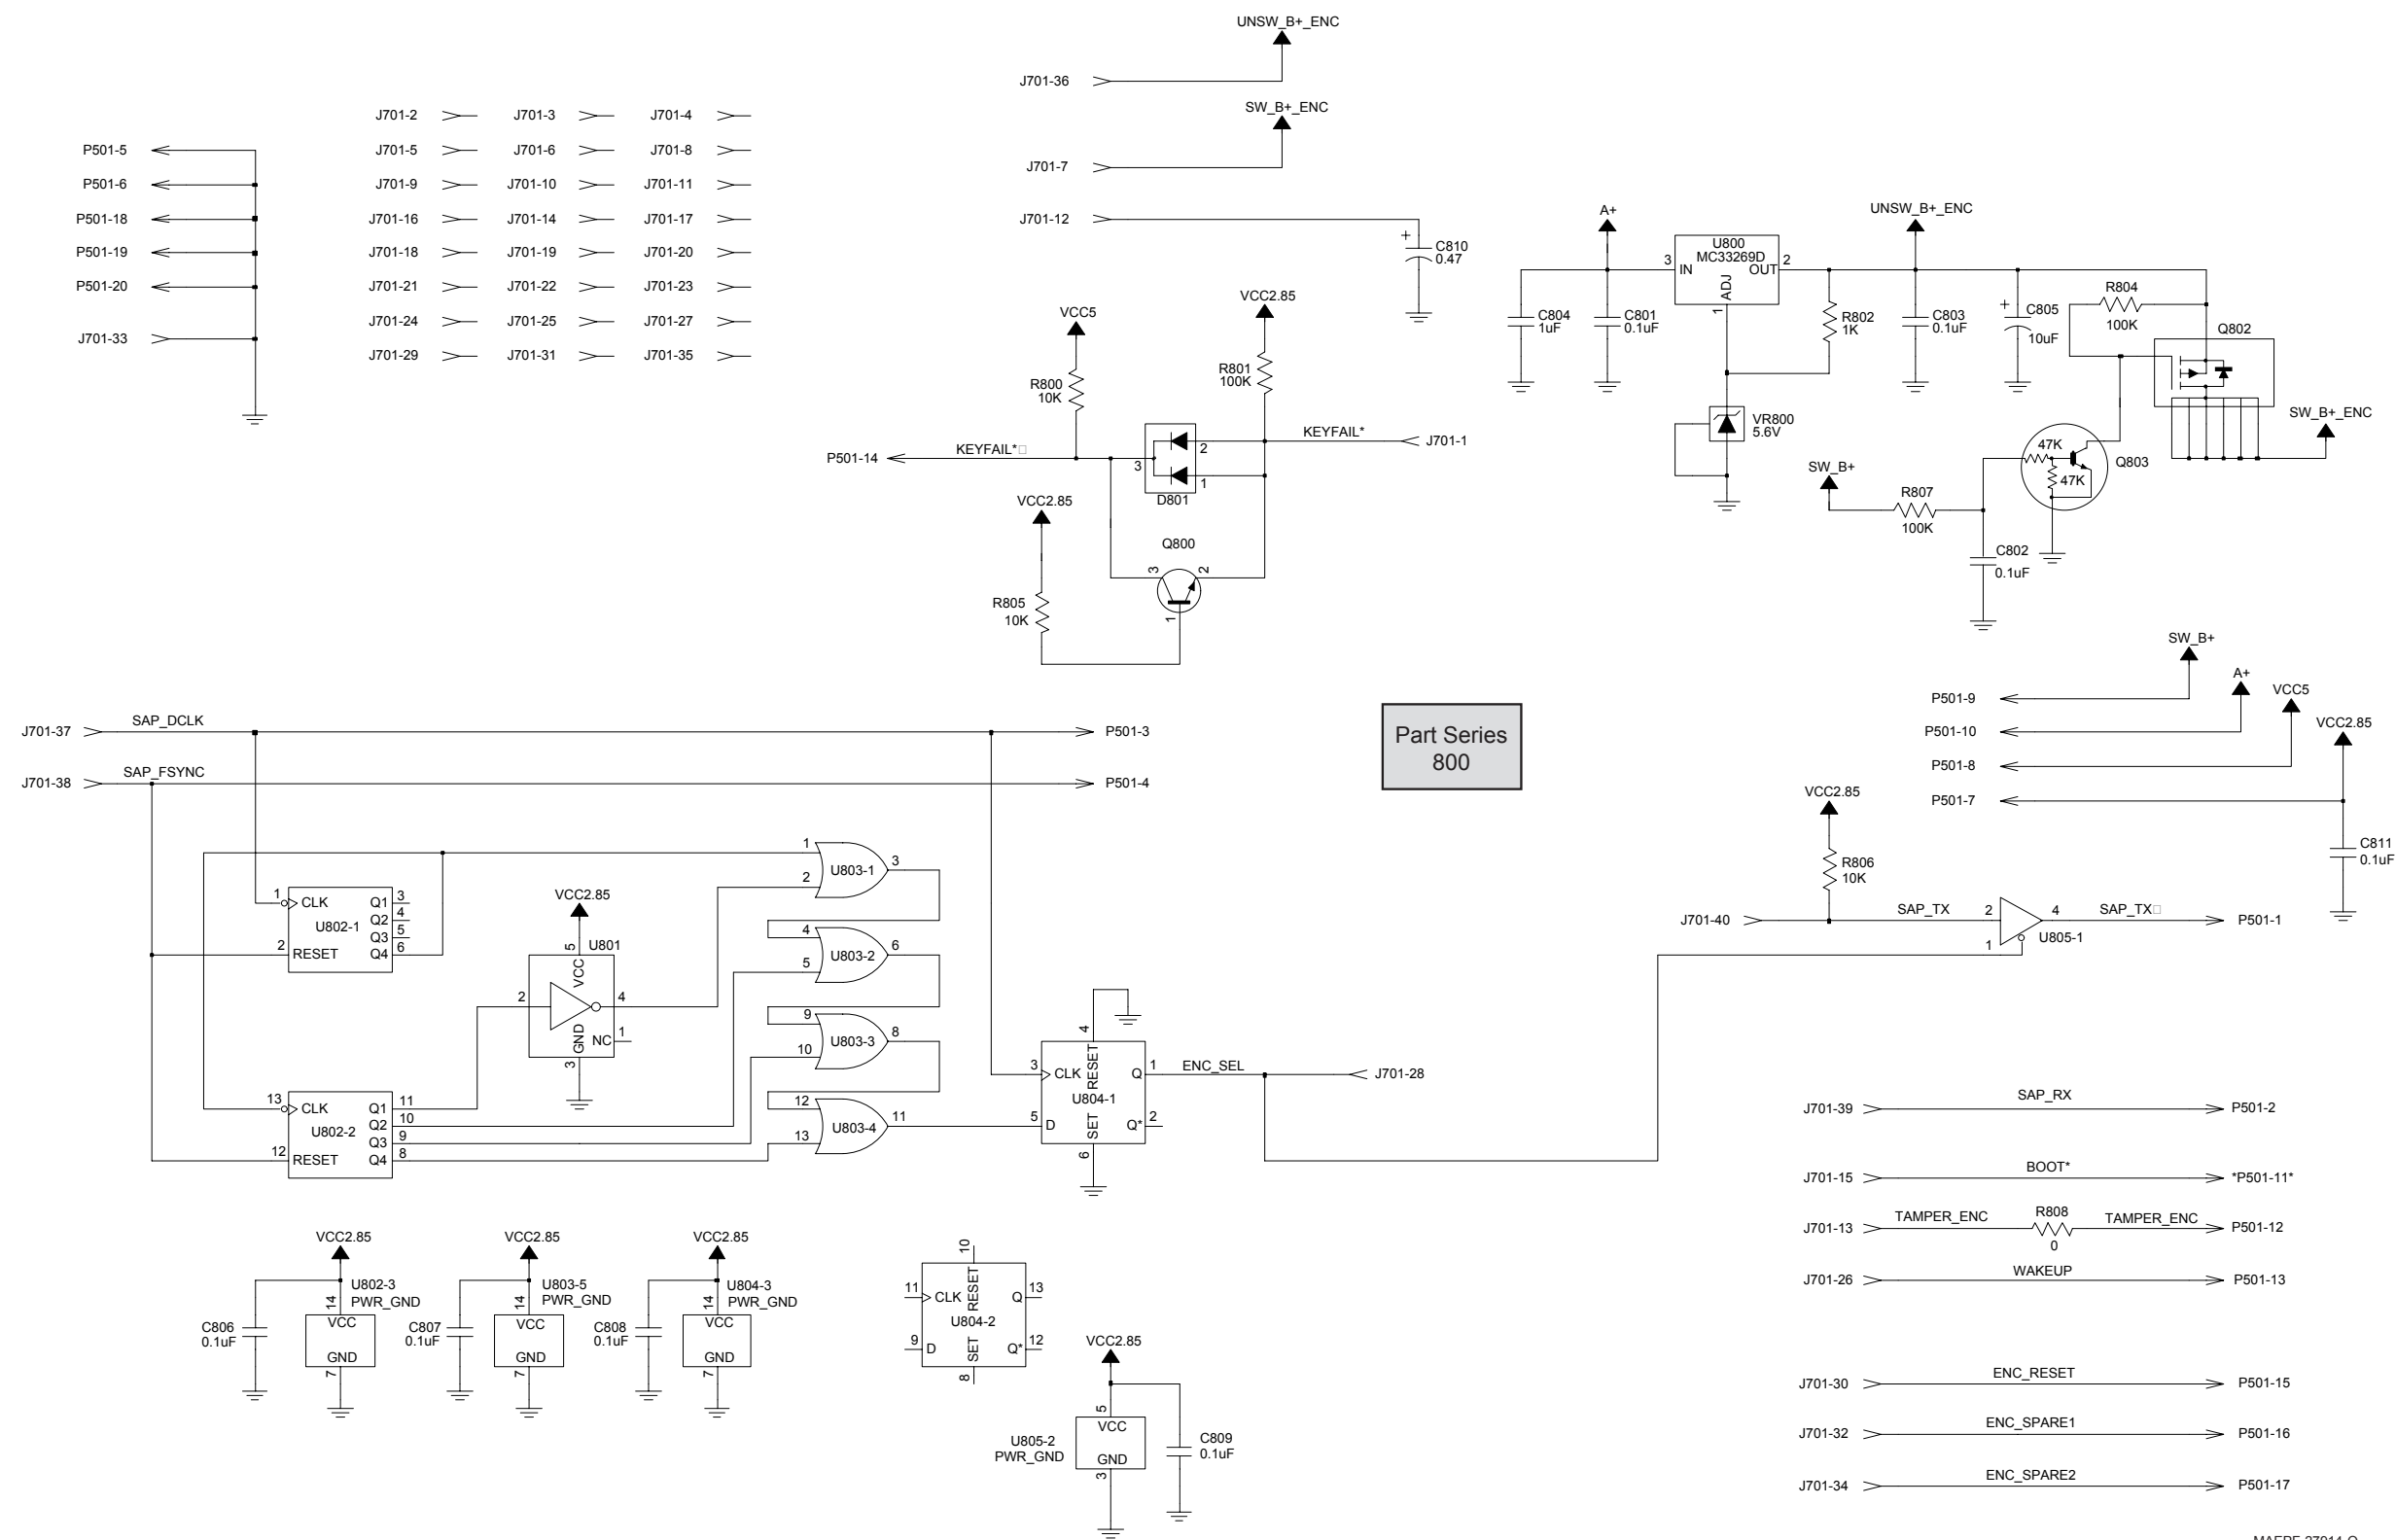 UNSW_B+_ENC
J701-36
SW_B+_ENC
J701-7
J701-12
C810
0.47
P501-5
P501-6
P501-18
P501-19
P501-20
J701-33
J701-2 J701-3 J701-4
J701-5 J701-6 J701-8
J701-9 J701-10 J701-11
J701-16 J701-14 J701-17
J701-18 J701-19 J701-20
J701-21 J701-22 J701-23
J701-24 J701-25 J701-27
J701-29 J701-31 J701-35
VCC5
VCC2.85
R800
10K
R801
100K
P501-14
KEYFAIL*□
3
2
1
D801
KEYFAIL*
J701-1
VCC2.85
R805
10K
Q800
3
2
1
A+
C804
1uF
C801
0.1uF
U800
MC33269D
3
IN
OUT
2
ADJ
1
R802
1K
VR800
5.6V
UNSW_B+_ENC
C803
0.1uF
+
C805
10uF
R804
100K
Q802
SW_B+_ENC
47K
47K
Q803
SW_B+
R807
100K
C802
0.1uF
SW_B+
A+
VCC5
VCC2.85
P501-9
P501-10
P501-8
P501-7
C811
0.1uF
J701-37
SAP_DCLK
P501-3
J701-38
SAP_FSYNC
P501-4
Part Series
800
1
CLK
U802-1
2
RESET
Q1
3
Q2
4
Q3
5
Q4
6
VCC2.85
U801
5
VCC
2
4
GND
3
NC
1
13
CLK
U802-2
12
RESET
Q1
11
Q2
10
Q3
9
Q4
8
1
2
U803-1
3
4
5
U803-2
6
9
10
U803-3
8
12
13
U803-4
11
4
RESET
3
CLK
Q
1
U804-1
5
D
Q*
2
SET
6
ENC_SEL
J701-28
VCC2.85
R806
10K
J701-40
SAP_TX
2
4
1
U805-1
SAP_TX□
P501-1
J701-39
SAP_RX
P501-2
J701-15
BOOT*
*P501-11*
J701-13
TAMPER_ENC
R808
0
TAMPER_ENC
P501-12
J701-26
WAKEUP
P501-13
J701-30
ENC_RESET
P501-15
J701-32
ENC_SPARE1
P501-16
J701-34
ENC_SPARE2
P501-17
VCC2.85
U802-3
PWR_GND
14
VCC
GND
7
C806
0.1uF
VCC2.85
U803-5
PWR_GND
14
VCC
GND
7
C807
0.1uF
VCC2.85
U804-3
PWR_GND
14
VCC
GND
7
C808
0.1uF
10
RESET
11
CLK
Q
13
U804-2
9
D
Q*
12
SET
8
VCC2.85
5
VCC
U805-2
PWR_GND
GND
3
C809
0.1uF